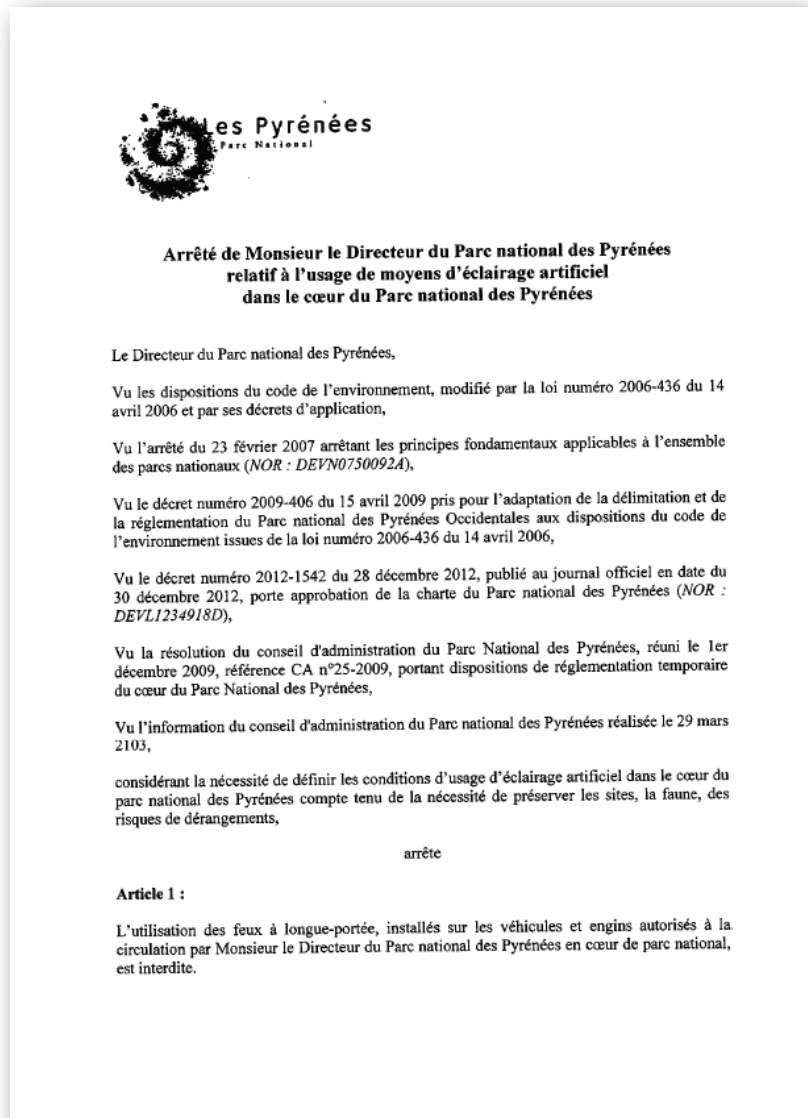 Les Pyrénées
Parc National
Arrêté de Monsieur le Directeur du Parc national des Pyrénées
relatif à l'usage de moyens d'éclairage artificiel
dans le cœur du Parc national des Pyrénées
Le Directeur du Parc national des Pyrénées,
Vu les dispositions du code de l'environnement, modifié par la loi numéro 2006-436 du 14
avril 2006 et par ses décrets d'application,
Vu l'arrêté du 23 février 2007 arrêtant les principes fondamentaux applicables à l'ensemble
des parcs nationaux (NOR : DEVN0750092A),
Vu le décret numéro 2009-406 du 15 avril 2009 pris pour l'adaptation de la délimitation et de
la réglementation du Parc national des Pyrénées Occidentales aux dispositions du code de
l'environnement issues de la loi numéro 2006-436 du 14 avril 2006,
Vu le décret numéro 2012-1542 du 28 décembre 2012, publié au journal officiel en date du
30 décembre 2012, porte approbation de la charte du Parc national des Pyrénées (NOR :
DEVL1234918D),
Vu la résolution du conseil d'administration du Parc National des Pyrénées, réuni le 1er
décembre 2009, référence CA n°25-2009, portant dispositions de réglementation temporaire
du cœur du Parc National des Pyrénées,
Vu l'information du conseil d'administration du Parc national des Pyrénées réalisée le 29 mars
2103,
considérant la nécessité de définir les conditions d'usage d'éclairage artificiel dans le cœur du
parc national des Pyrénées compte tenu de la nécessité de préserver les sites, la faune, des
risques de dérangements,
arrête
Article 1 :
L'utilisation des feux à longue-portée, installés sur les véhicules et engins autorisés à la
circulation par Monsieur le Directeur du Parc national des Pyrénées en cœur de parc national,
est interdite.